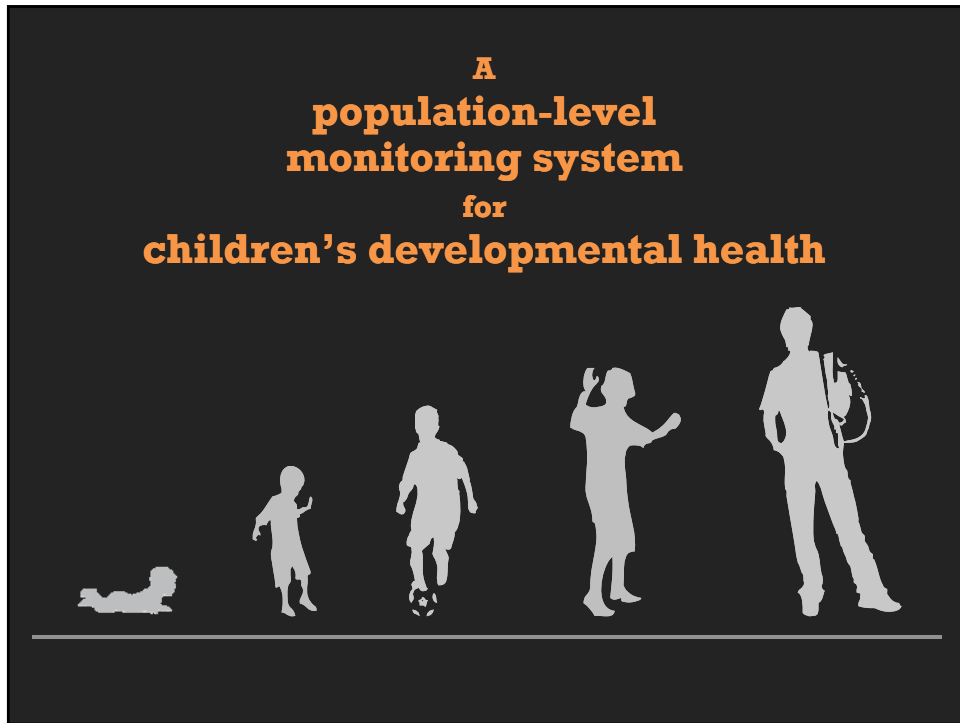 A
population-level
monitoring system
for
children’s developmental health